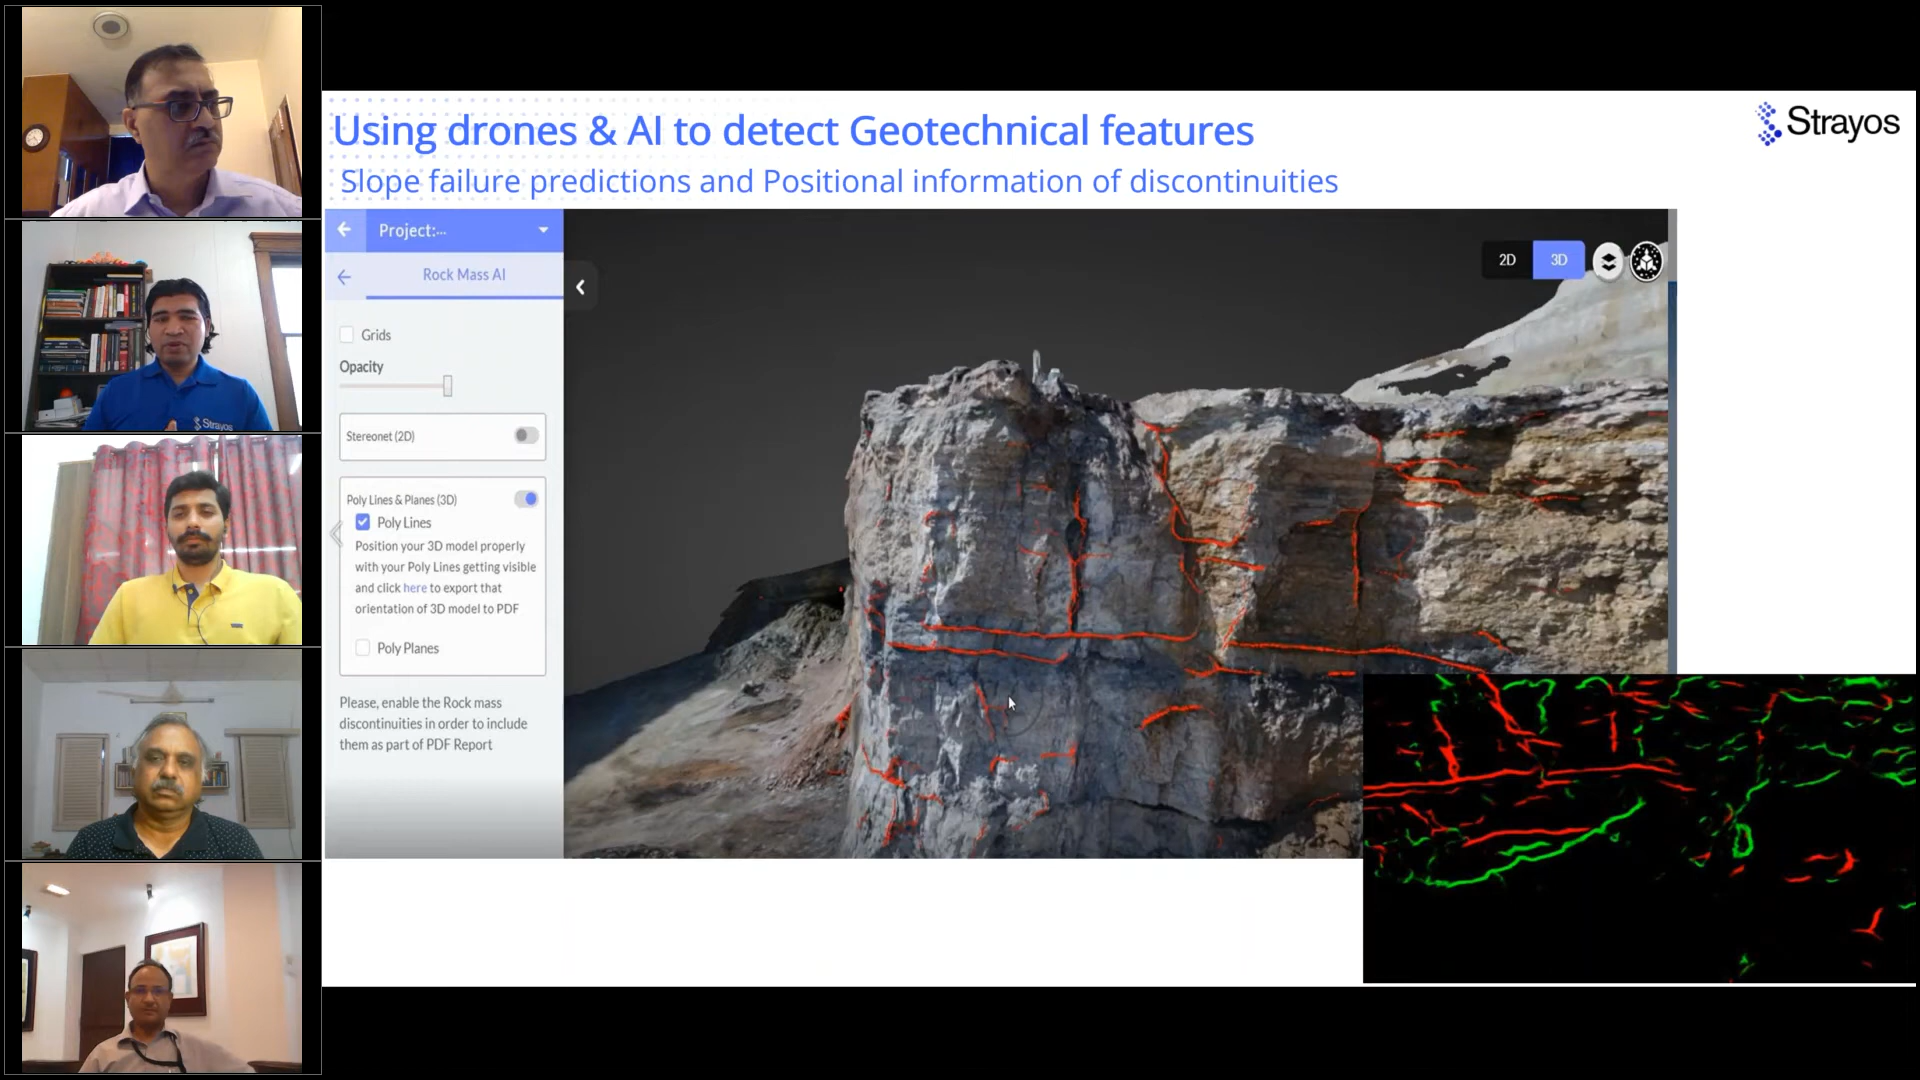 Using drones & AI to detect Geotechnical features
Slope failure predictions and Positional information of discontinuities
Strayos
Project:...
Rock Mass AI
Grids
Opacity
Stereonet (2D)
Poly Lines & Planes (3D)
Poly Lines
Position your 3D model properly
with your Poly Lines getting visible
and click here to export that
orientation of 3D model to PDF
Poly Planes
Please, enable the Rock mass
discontinuities in order to include
them as part of PDF Report
2D
3D
Strayos